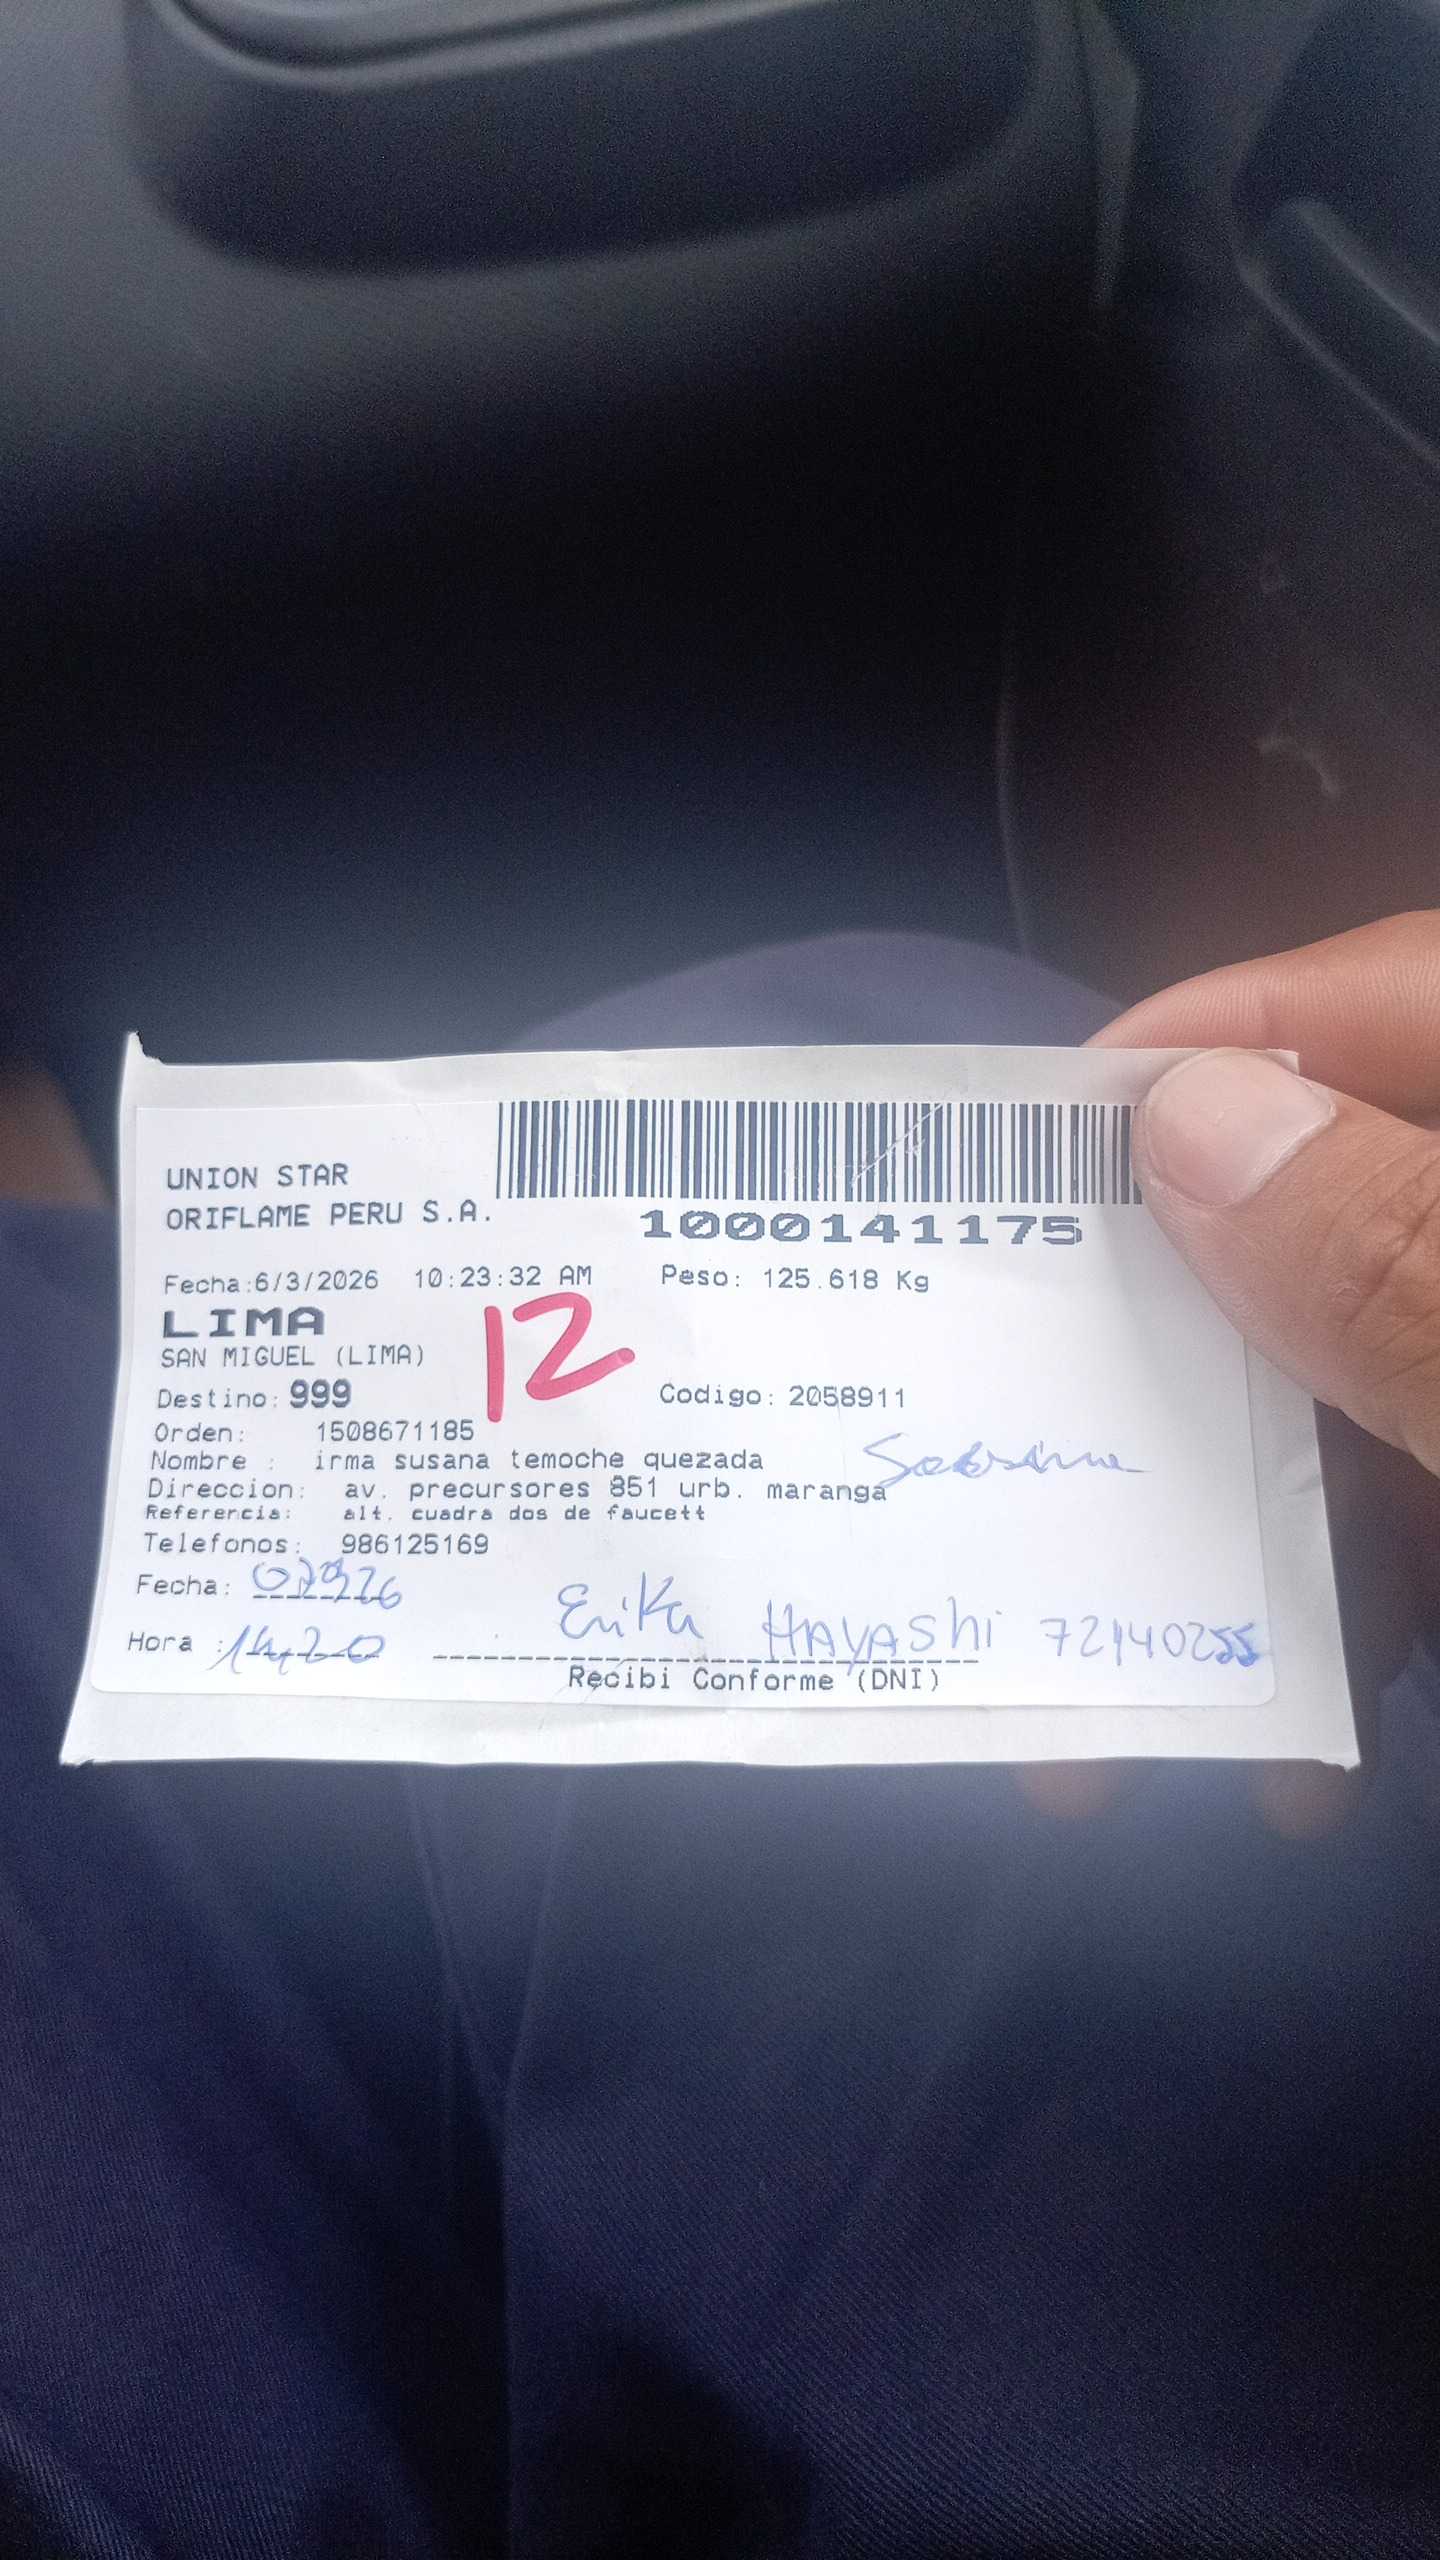 UNION STAR
ORIFLAME PERU S.A.
1000141175
Fecha:6/3/2026 10:23:32 AM Peso: 125.618 Kg
LIMA
12
SAN MIGUEL (LIMA)
Destino: 999 Codigo: 2058911
Orden: 1508671185
Nombre : irma susana temoche quezada
Direccion: av. precursores 851 urb. maranga
Referencia: alt. cuadra dos de faucett
Telefonos: 986125169
Fecha:
Erika HAYAShi 72140255
Hora : 14:20
Recibi Conforme (DNI)